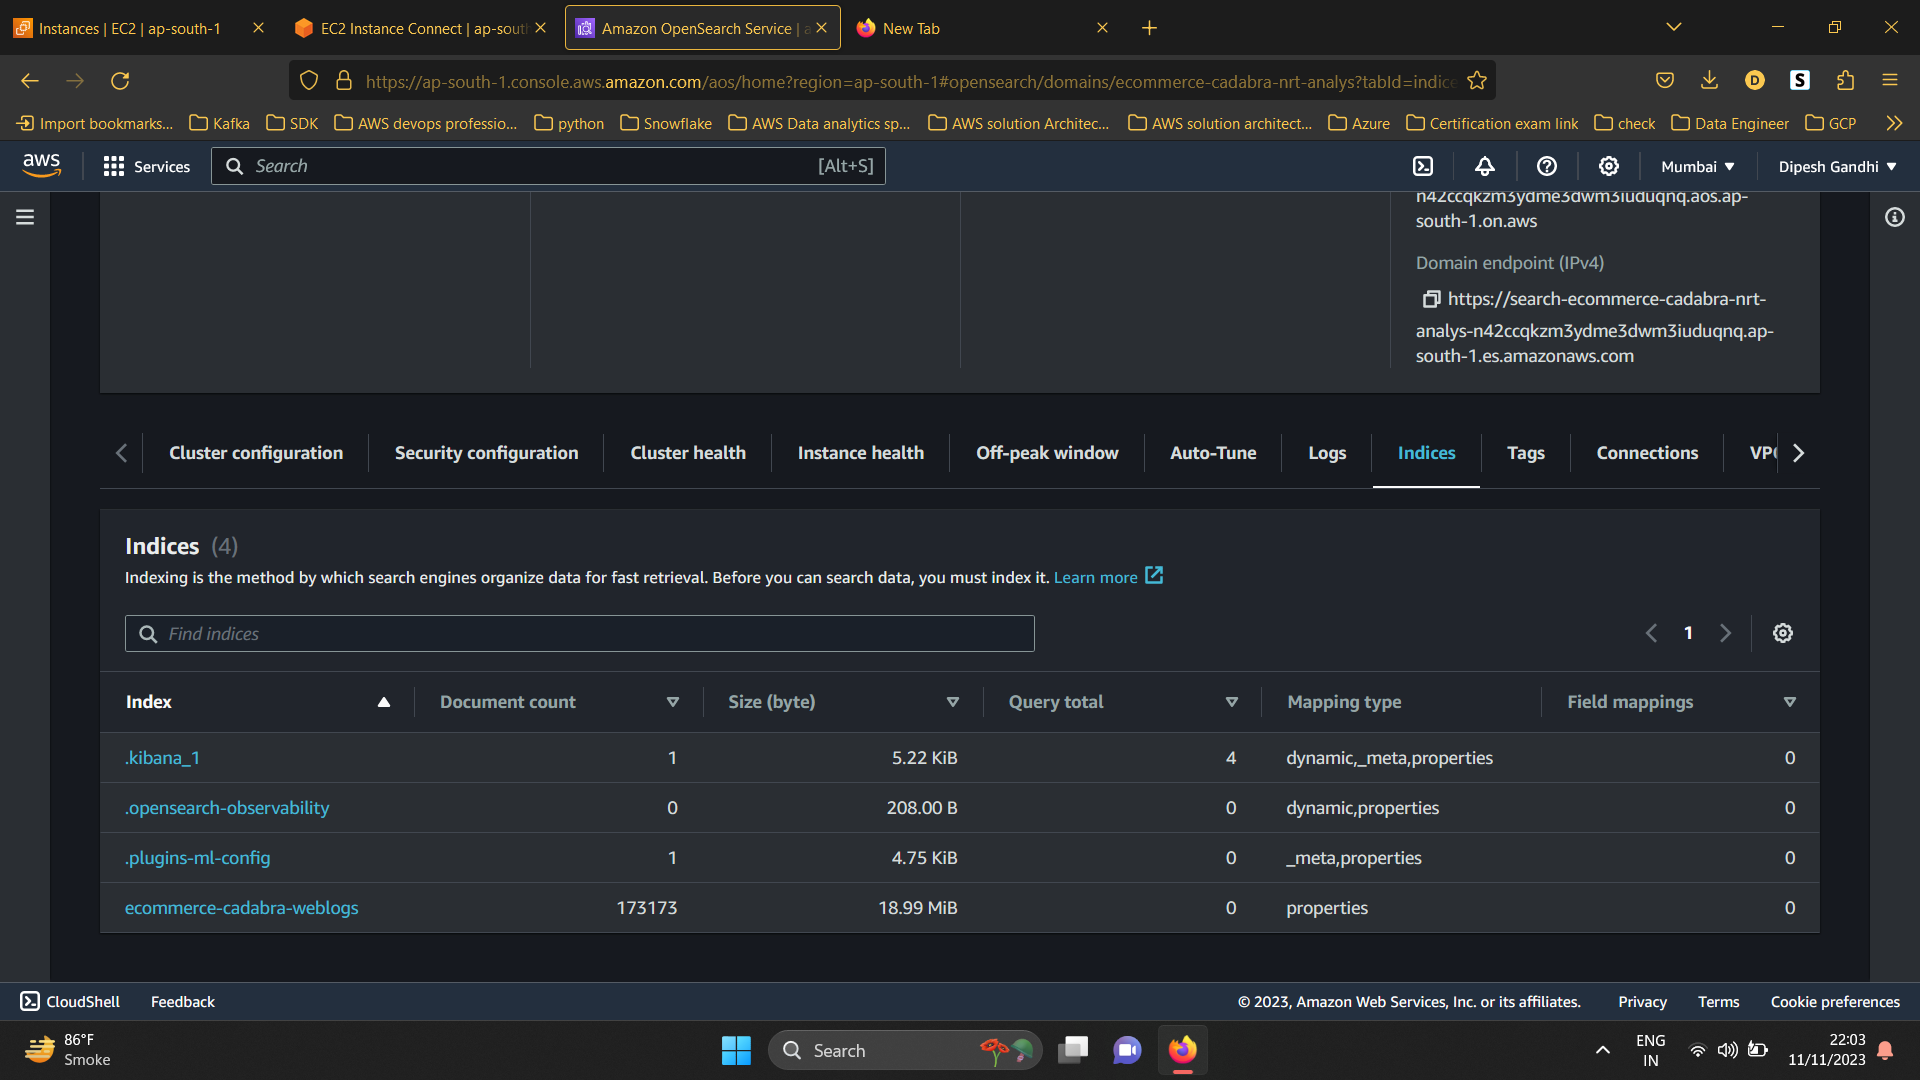 Instances | EC2 | ap-south-1
EC2 Instance Connect | ap-sout
Amazon OpenSearch Service | a
New Tab
https://ap-south-1.console.aws.amazon.com/aos/home?region=ap-south-1#opensearch/domains/ecommerce-cadabra-nrt-analys?tabId=indice
D
S
Import bookmarks...
Kafka
SDK
AWS devops professio...
python
Snowflake
AWS Data analytics sp...
AWS solution Architec...
AWS solution architect...
Azure
Certification exam link
check
Data Engineer
GCP
aws
Services
Search
[Alt+S]
Mumbai
Dipesh Gandhi
n42ccqkzm3ydme3dwm3iuduqnq.aos.ap-
south-1.on.aws
Domain endpoint (IPv4)
https://search-ecommerce-cadabra-nrt-
analys-n42ccqkzm3ydme3dwm3iuduqnq.ap-
south-1.es.amazonaws.com
Cluster configuration
Security configuration
Cluster health
Instance health
Off-peak window
Auto-Tune
Logs
Indices
Tags
Connections
VP
Indices (4)
Indexing is the method by which search engines organize data for fast retrieval. Before you can search data, you must index it. Learn more
Find indices
1
Index Document count Size (byte) Query total Mapping type Field mappings
.kibana_1 1 5.22 KiB 4 dynamic,_meta,properties 0
.opensearch-observability 0 208.00 B 0 dynamic,properties 0
.plugins-ml-config 1 4.75 KiB 0 _meta,properties 0
ecommerce-cadabra-weblogs 173173 18.99 MiB 0 properties 0
CloudShell
Feedback
© 2023, Amazon Web Services, Inc. or its affiliates.
Privacy
Terms
Cookie preferences
86°F
Smoke
Search
ENG
IN
22:03
11/11/2023